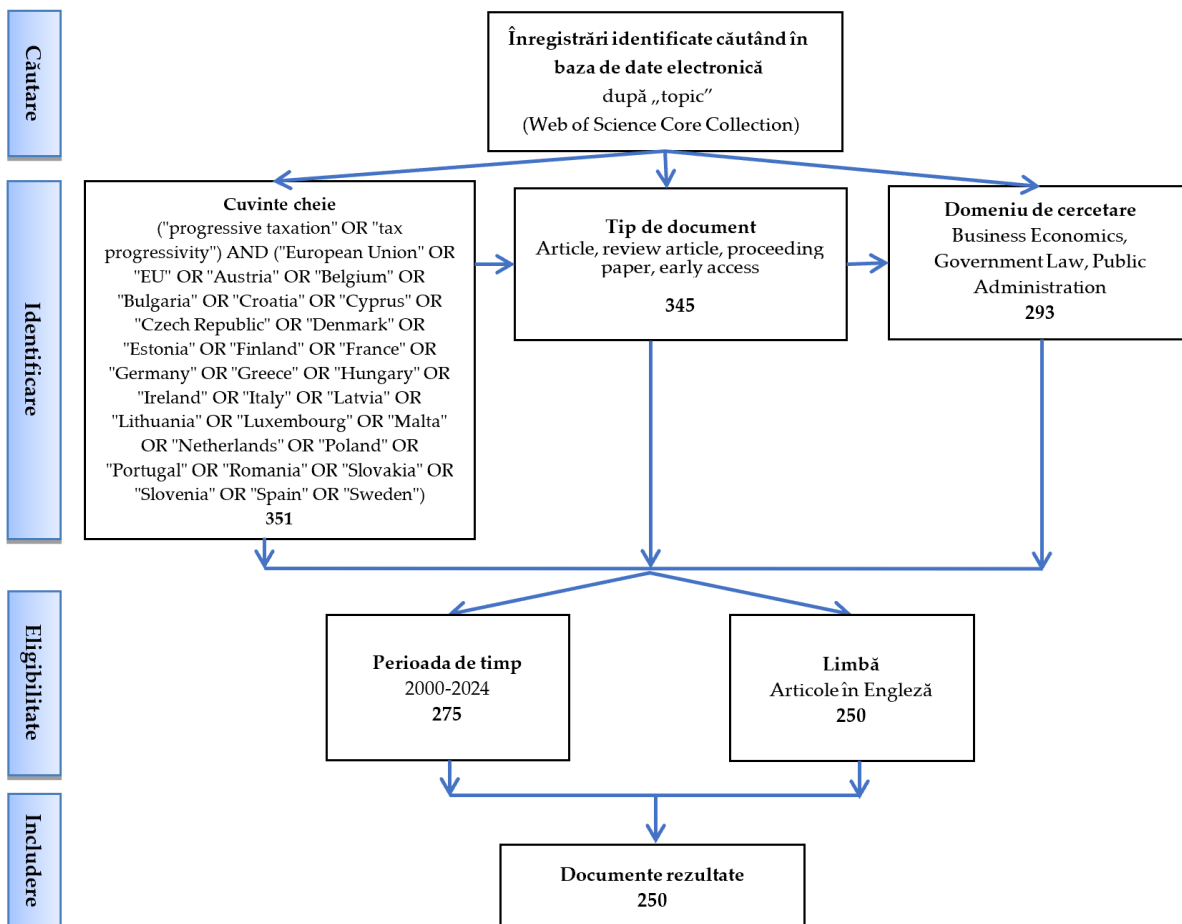 Căutare
Înregistrări identificate căutând în
baza de date electronică
după „topic”
(Web of Science Core Collection)
Identificare
Cuvinte cheie
("progressive taxation" OR "tax
progressivity") AND ("European Union" OR
"EU" OR "Austria" OR "Belgium" OR
"Bulgaria" OR "Croatia" OR "Cyprus" OR
"Czech Republic" OR "Denmark" OR
"Estonia" OR "Finland" OR "France" OR
"Germany" OR "Greece" OR "Hungary" OR
"Ireland" OR "Italy" OR "Latvia" OR
"Lithuania" OR "Luxembourg" OR "Malta"
OR "Netherlands" OR "Poland" OR
"Portugal" OR "Romania" OR "Slovakia" OR
"Slovenia" OR "Spain" OR "Sweden")
351
Tip de document
Article, review article, proceeding
paper, early access
345
Domeniu de cercetare
Business Economics,
Government Law, Public
Administration
293
Eligibilitate
Perioada de timp
2000-2024
275
Limbă
Articole în Engleză
250
Includere
Documente rezultate
250